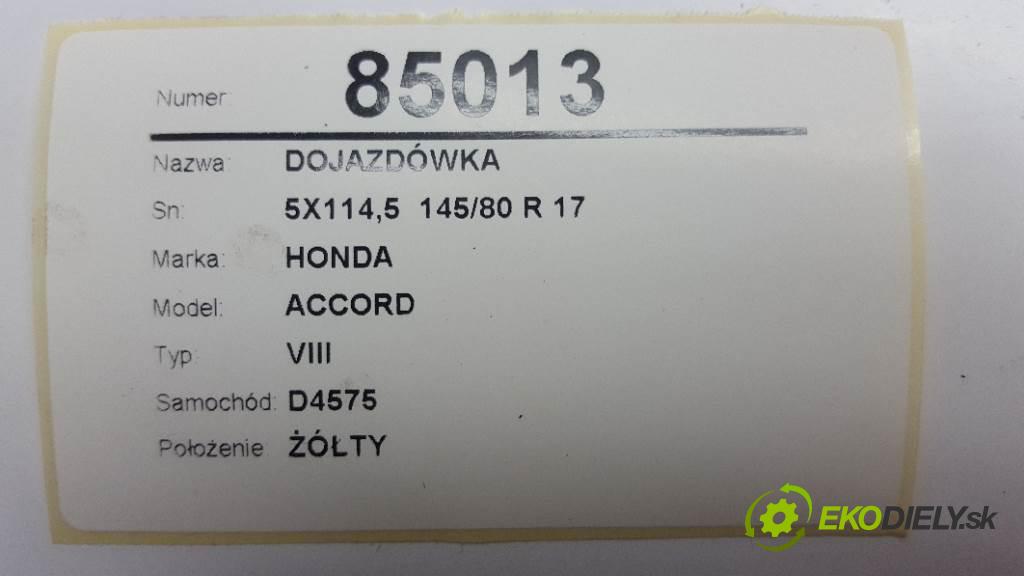 Numer: 85013
Nazwa: DOJAZDÓWKA
Sn: 5X114,5 145/80 R 17
Marka: HONDA
Model: ACCORD
Typ: VIII
Samochód: D4575
Położenie ŻÓŁTY
EKODIELY.sk